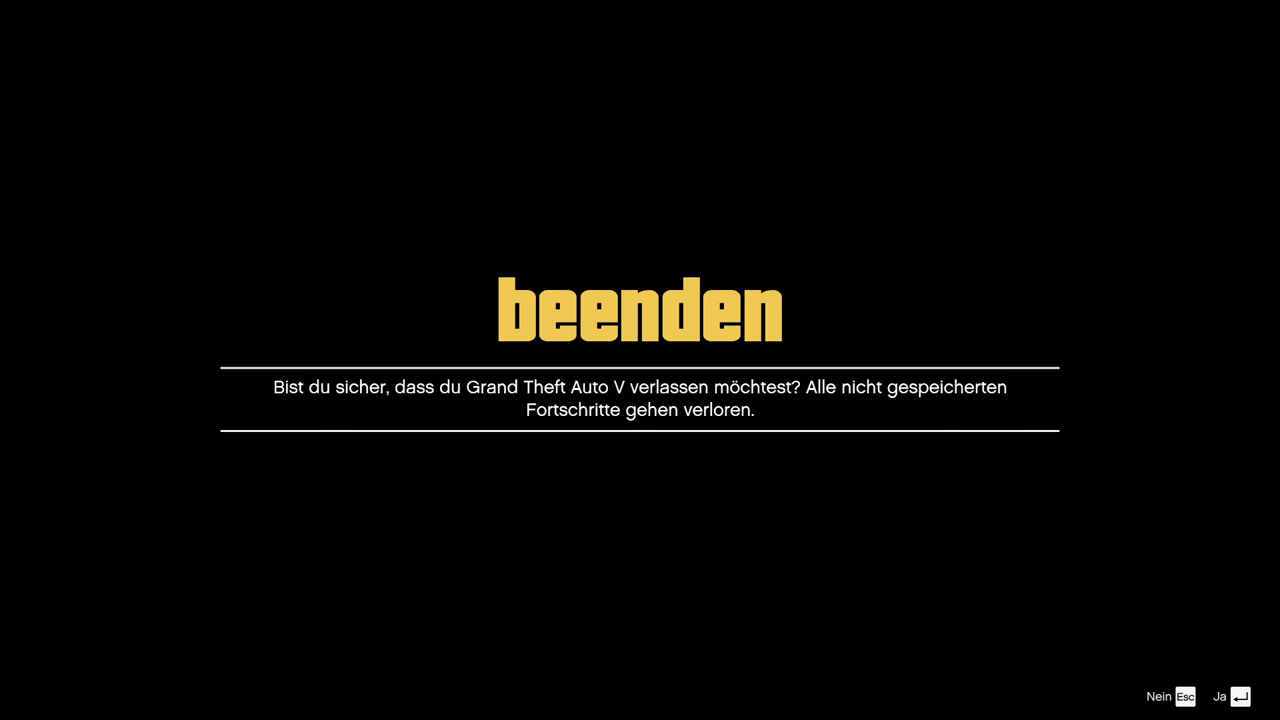 beenden
Bist du sicher, dass du Grand Theft Auto V verlassen möchtest? Alle nicht gespeicherten
Fortschritte gehen verloren.
Nein Esc Ja